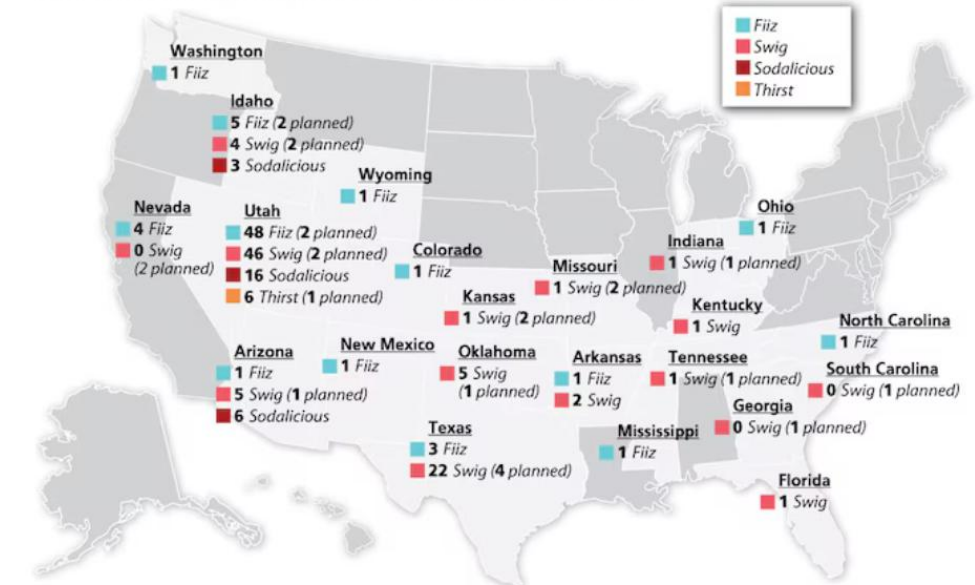 Fiiz
Swig
Sodalicious
Thirst
Washington
1 Fiiz
Idaho
5 Fiiz (2 planned)
4 Swig (2 planned)
3 Sodalicious
Wyoming
1 Fiiz
Nevada
4 Fiiz
0 Swig
(2 planned)
Utah
48 Fiiz (2 planned)
46 Swig (2 planned)
16 Sodalicious
6 Thirst (1 planned)
Colorado
1 Fiiz
Ohio
1 Fiiz
Indiana
1 Swig (1 planned)
Missouri
1 Swig (2 planned)
Kansas
1 Swig (2 planned)
Kentucky
1 Swig
North Carolina
1 Fiiz
Arizona
1 Fiiz
5 Swig (1 planned)
6 Sodalicious
New Mexico
1 Fiiz
Oklahoma
5 Swig
(1 planned)
Arkansas
1 Fiiz
2 Swig
Tennessee
1 Swig (1 planned)
South Carolina
0 Swig (1 planned)
Georgia
0 Swig (1 planned)
Texas
3 Fiiz
22 Swig (4 planned)
Mississippi
1 Fiiz
Florida
1 Swig